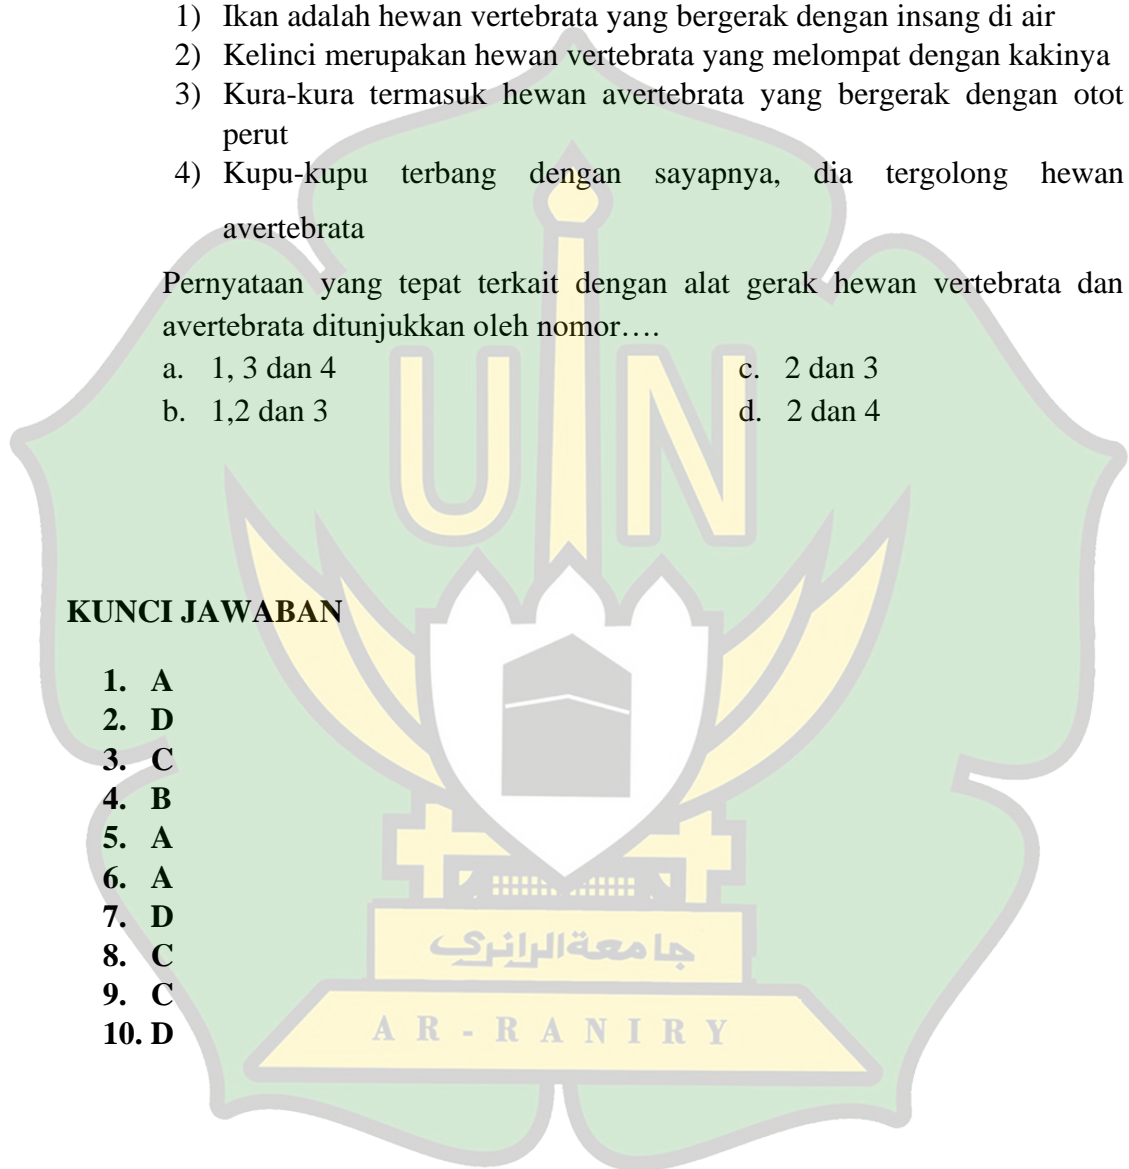 1) Ikan adalah hewan vertebrata yang bergerak dengan insang di air
2) Kelinci merupakan hewan vertebrata yang melompat dengan kakinya
3) Kura-kura termasuk hewan avertebrata yang bergerak dengan otot
perut
4) Kupu-kupu terbang dengan sayapnya, dia tergolong hewan
avertebrata
Pernyataan yang tepat terkait dengan alat gerak hewan vertebrata dan
avertebrata ditunjukkan oleh nomor….
a. 1, 3 dan 4
c. 2 dan 3
b. 1,2 dan 3
d. 2 dan 4
UIN
KUNCI JAWABAN
1. A
2. D
3. C
4. B
5. A
6. A
7. D
8. C
9. C
10. D
جامعة الرانري
AR-RANIRY